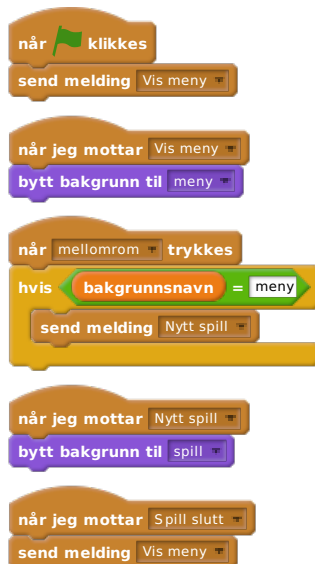 når klikkes
send melding Vis meny
når jeg mottar Vis meny
bytt bakgrunn til meny
når mellomrom trykkes
hvis bakgrunnsnavn = meny
send melding Nytt spill
når jeg mottar Nytt spill
bytt bakgrunn til spill
når jeg mottar Spill slutt
send melding Vis meny